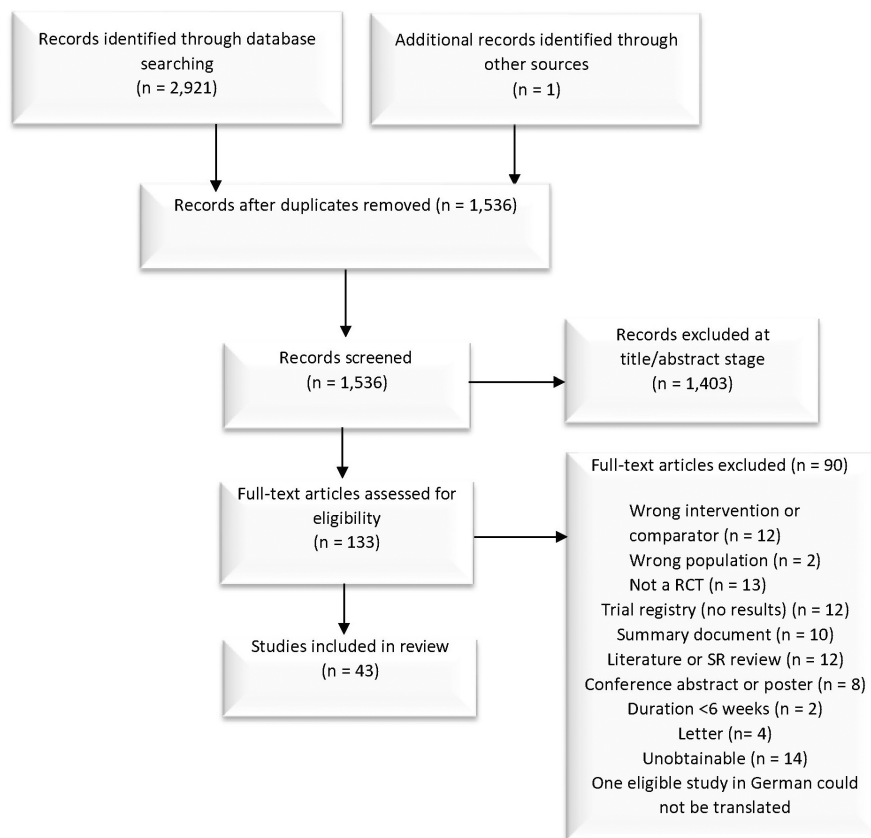 Records identified through database
searching
(n = 2,921)
Additional records identified through
other sources
(n = 1)
Records after duplicates removed (n = 1,536)
Records screened
(n = 1,536)
Records excluded at
title/abstract stage
(n = 1,403)
Full-text articles assessed for
eligibility
(n = 133)
Full-text articles excluded (n = 90)
Wrong intervention or
comparator (n = 12)
Wrong population (n = 2)
Not a RCT (n = 13)
Trial registry (no results) (n = 12)
Summary document (n = 10)
Literature or SR review (n = 12)
Conference abstract or poster (n = 8)
Duration <6 weeks (n = 2)
Letter (n= 4)
Unobtainable (n = 14)
One eligible study in German could
not be translated
Studies included in review
(n = 43)